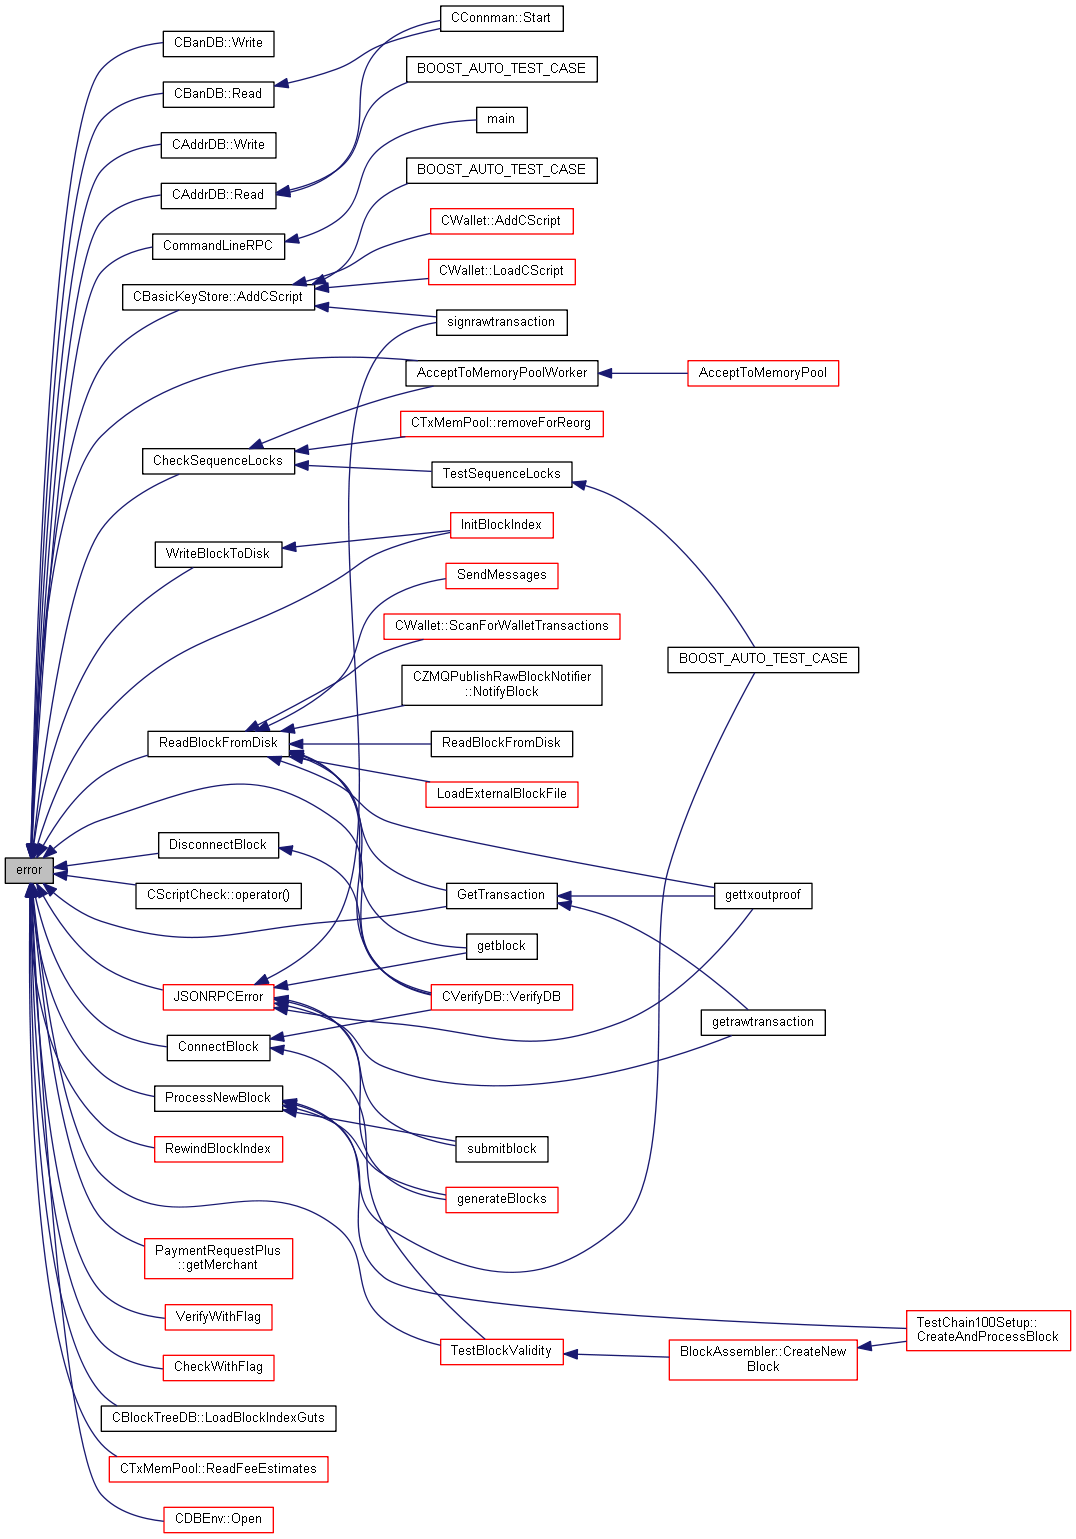 CConnman::Start
CBanDB::Write
BOOST_AUTO_TEST_CASE
CBanDB::Read
main
CAddrDB::Write
BOOST_AUTO_TEST_CASE
CAddrDB::Read
CWallet::AddCScript
CommandLineRPC
CWallet::LoadCScript
CBasicKeyStore::AddCScript
signrawtransaction
AcceptToMemoryPoolWorker
AcceptToMemoryPool
CTxMemPool::removeForReorg
CheckSequenceLocks
TestSequenceLocks
InitBlockIndex
WriteBlockToDisk
SendMessages
CWallet::ScanForWalletTransactions
BOOST_AUTO_TEST_CASE
CZMQPublishRawBlockNotifier
::NotifyBlock
ReadBlockFromDisk
ReadBlockFromDisk
LoadExternalBlockFile
DisconnectBlock
error
CScriptCheck::operator()
GetTransaction
gettxoutproof
getblock
JSONRPCError
CVerifyDB::VerifyDB
getrawtransaction
ConnectBlock
ProcessNewBlock
submitblock
RewindBlockIndex
generateBlocks
PaymentRequestPlus
::getMerchant
VerifyWithFlag
TestChain100Setup::
CreateAndProcessBlock
TestBlockValidity
BlockAssembler::CreateNew
Block
CheckWithFlag
CBlockTreeDB::LoadBlockIndexGuts
CTxMemPool::ReadFeeEstimates
CDBEnv::Open